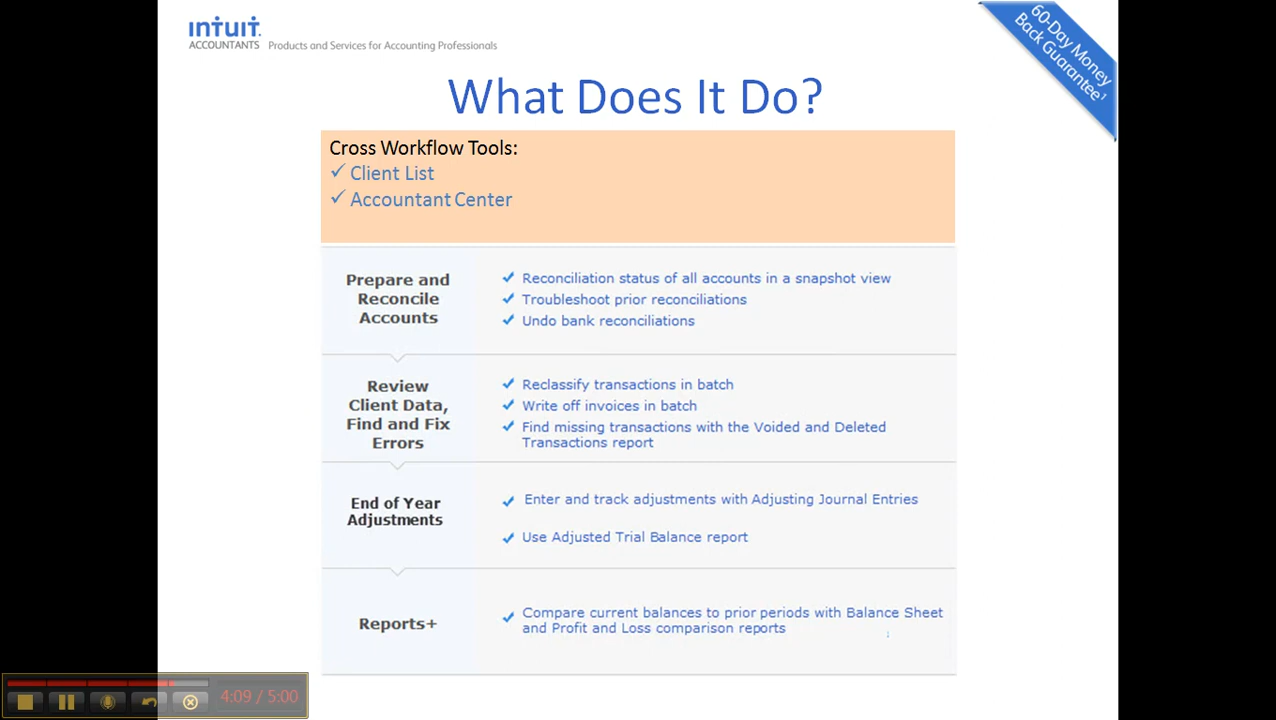 intuit.
ACCOUNTANTS Products and Services for Accounting Professionals
60-Day Money
Back Guarantee¹
What Does It Do?
Cross Workflow Tools:
✓ Client List
✓ Accountant Center
Prepare and
Reconcile
Accounts
✓ Reconciliation status of all accounts in a snapshot view
✓ Troubleshoot prior reconciliations
✓ Undo bank reconciliations
Review
Client Data,
Find and Fix
Errors
✓ Reclassify transactions in batch
✓ Write off invoices in batch
✓ Find missing transactions with the Voided and Deleted
Transactions report
End of Year
Adjustments
✓ Enter and track adjustments with Adjusting Journal Entries
✓ Use Adjusted Trial Balance report
Reports+
✓ Compare current balances to prior periods with Balance Sheet
and Profit and Loss comparison reports
4:09 / 5:00